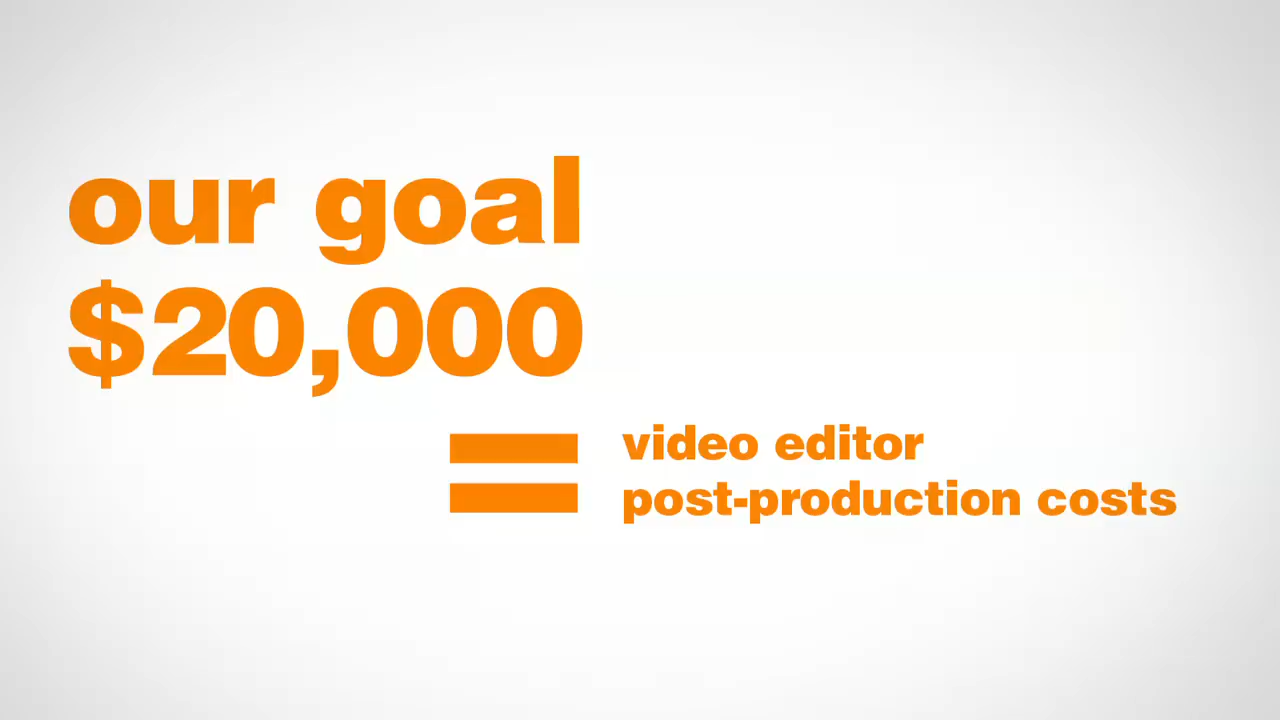 our goal
$20,000
= video editor
post-production costs